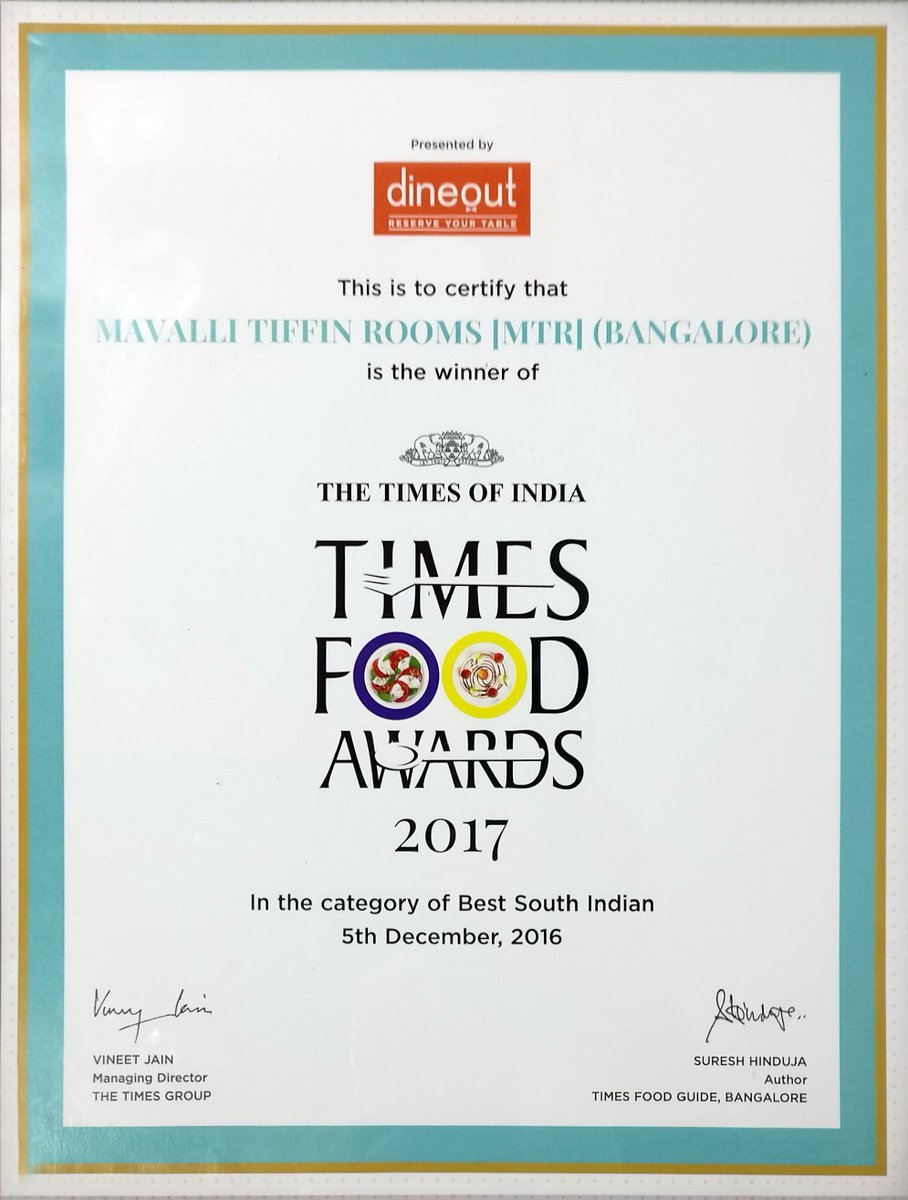 Presented by
dineout
RESERVE YOUR TABLE
This is to certify that
MAVALLI TIFFIN ROOMS [MTR] (BANGALORE)
is the winner of
THE TIMES OF INDIA
TIMES
FOOD
AWARDS
2017
In the category of Best South Indian
5th December, 2016
Vineet Jain
SHinduja..
VINEET JAIN
Managing Director
THE TIMES GROUP
SURESH HINDUJA
Author
TIMES FOOD GUIDE, BANGALORE